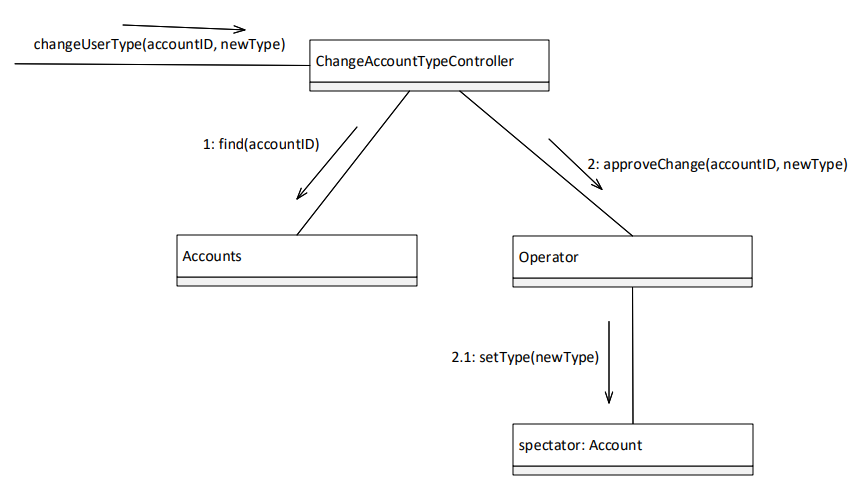 changeUserType(accountID, newType)
ChangeAccountTypeController
1: find(accountID)
2: approveChange(accountID, newType)
Accounts
Operator
2.1: setType(newType)
spectator: Account